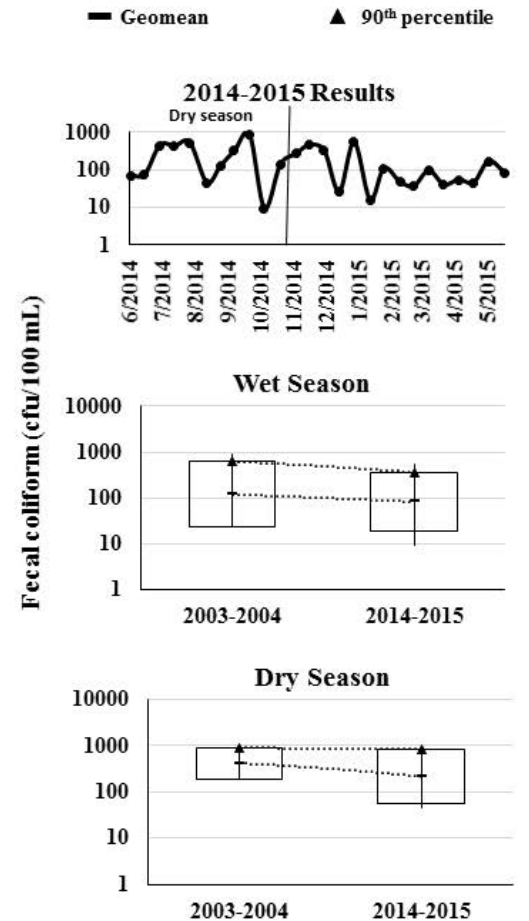 Geomean 90th percentile
2014-2015 Results
Dry season
1000
100
10
1
6/2014 7/2014 8/2014 9/2014 10/2014 11/2014 12/2014 1/2015 2/2015 3/2015 4/2015 5/2015
Fecal coliform (cfu/100 mL)
Wet Season
10000
1000
100
10
1
2003-2004 2014-2015
Dry Season
10000
1000
100
10
1
2003-2004 2014-2015